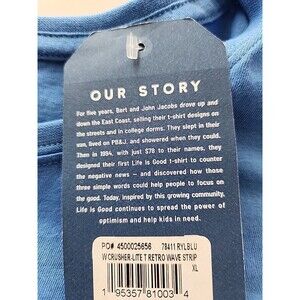 OUR STORY
For five years, Bert and John Jacobs drove up and
down the East Coast, selling their t-shirt designs on
the streets and in college dorms. They slept in their
van, lived on PB&J, and showered when they could.
Then in 1994, with just $78 to their names, they
designed their first Life is Good t-shirt to counter
the negative news – and discovered how those
three simple words could help people to focus on
the good. Today, inspired by this growing community,
Life is Good continues to spread the power of
optimism and help kids in need.
PO# 4500025656 78411 RYLBLU
W CRUSHER-LITE T RETRO WAVE STRIP
XL
1 95357 81003 4